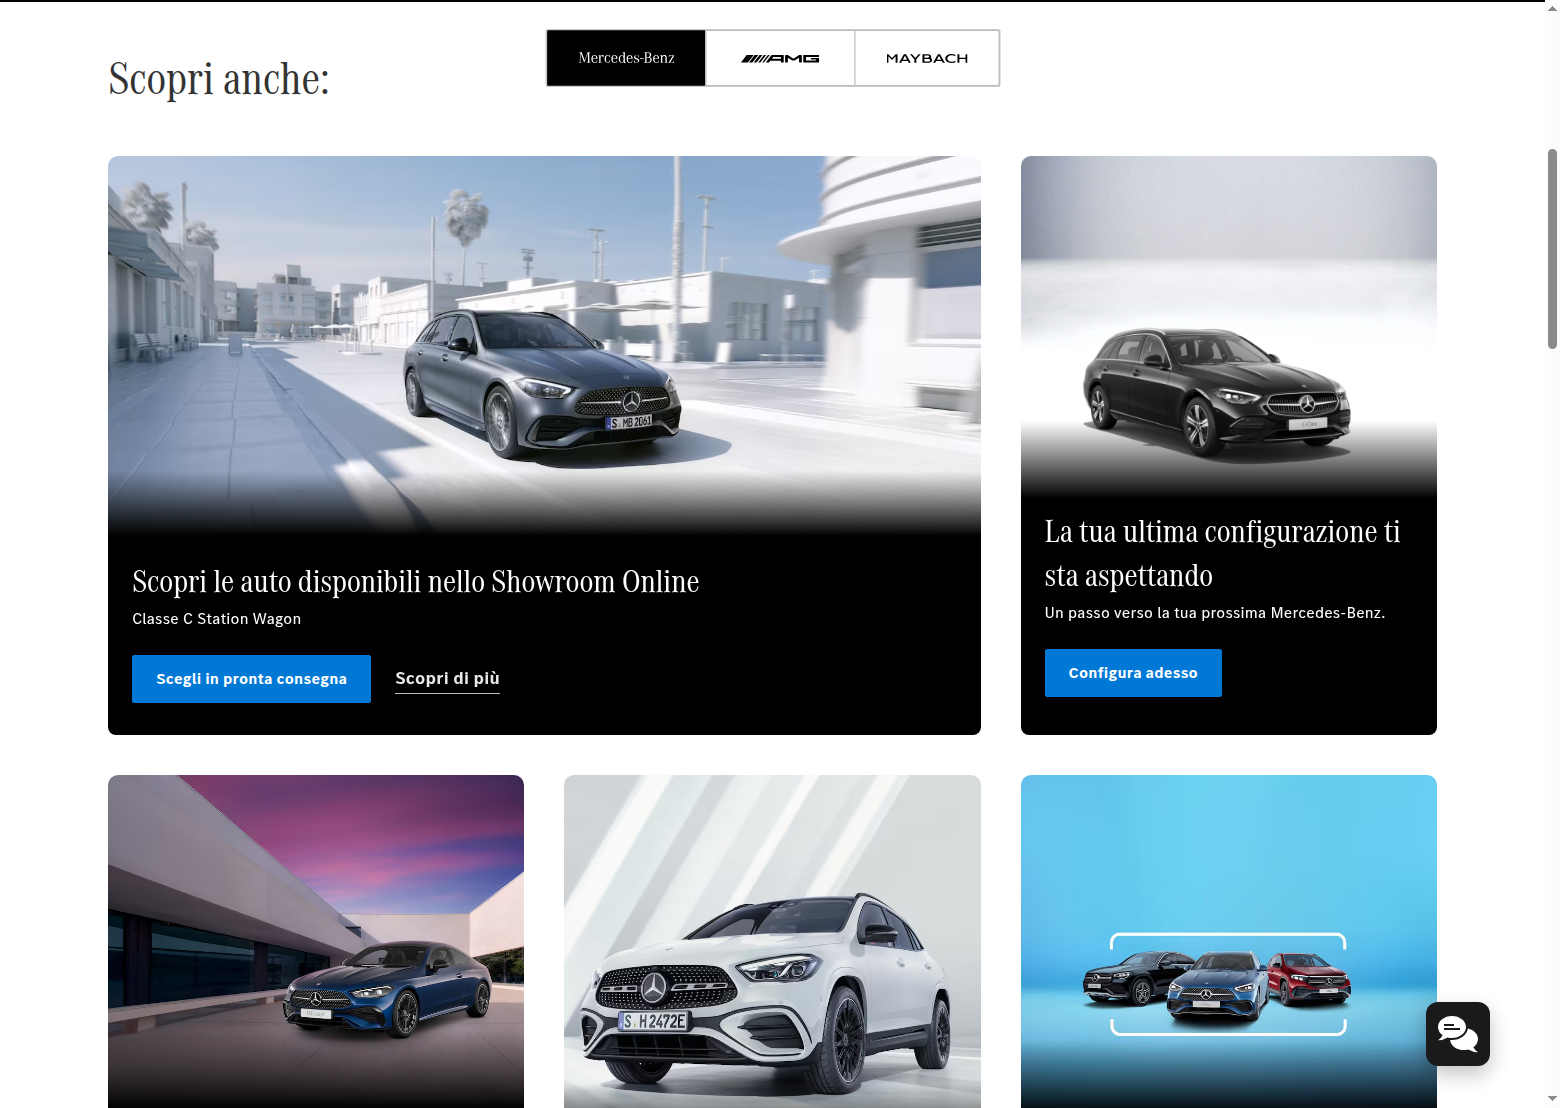 Scopri anche:
Mercedes-Benz
AMG
MAYBACH
S MB 2061
Scopri le auto disponibili nello Showroom Online
Classe C Station Wagon
Scegli in pronta consegna
Scopri di più
La tua ultima configurazione ti
sta aspettando
Un passo verso la tua prossima Mercedes-Benz.
Configura adesso
S H 2472E